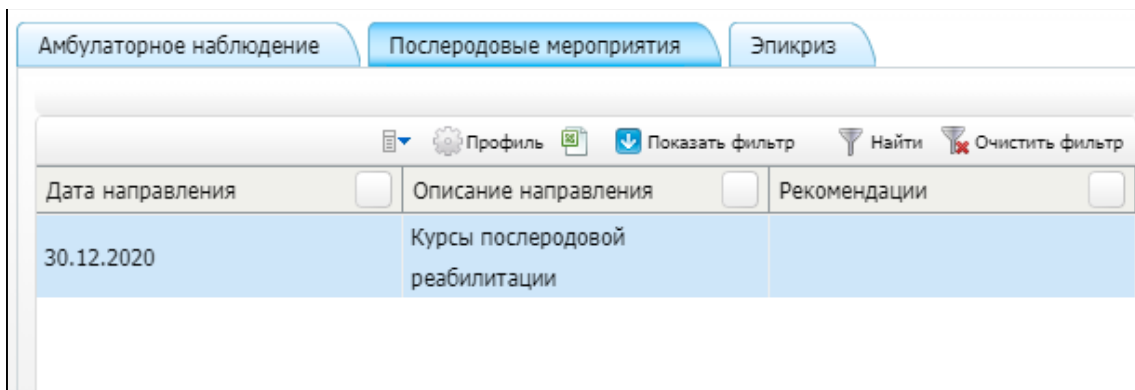 Амбулаторное наблюдение Послеродовые мероприятия Эпикриз
Профиль Показать фильтр Найти Очистить фильтр
Дата направления Описание направления Рекомендации
30.12.2020 Курсы послеродовой
реабилитации